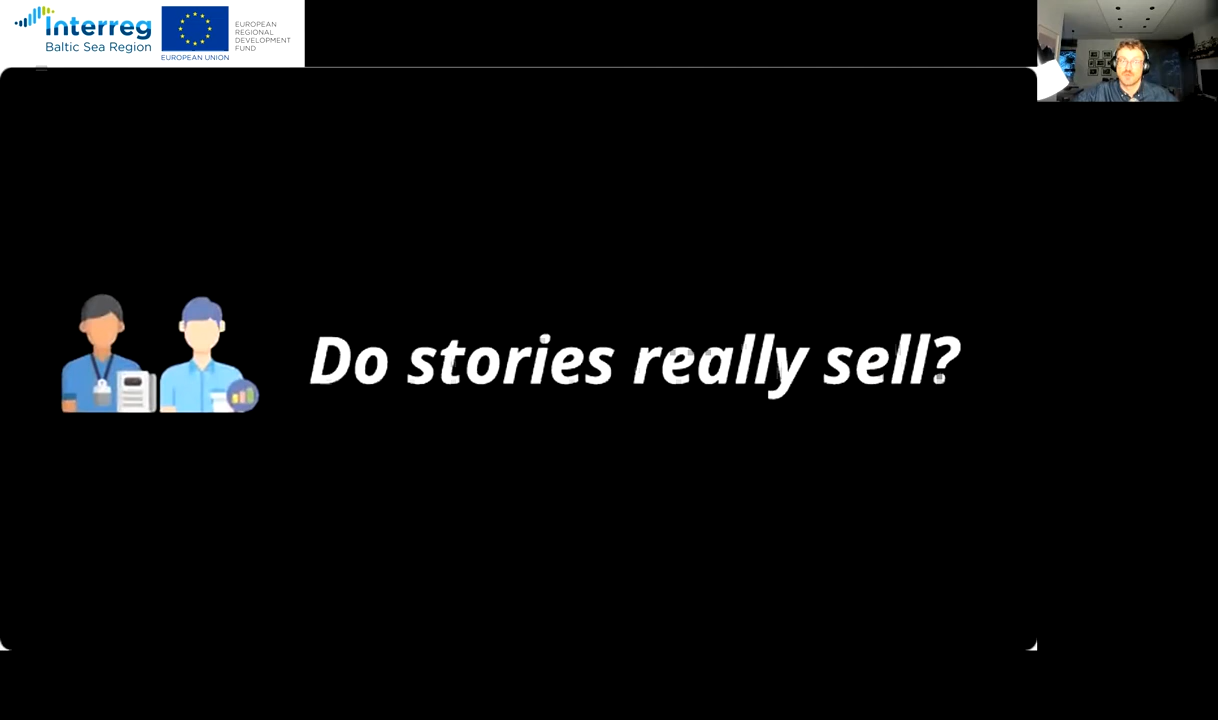 Interreg
Baltic Sea Region
EUROPEAN UNION
EUROPEAN
REGIONAL
DEVELOPMENT
FUND
Do stories really sell?